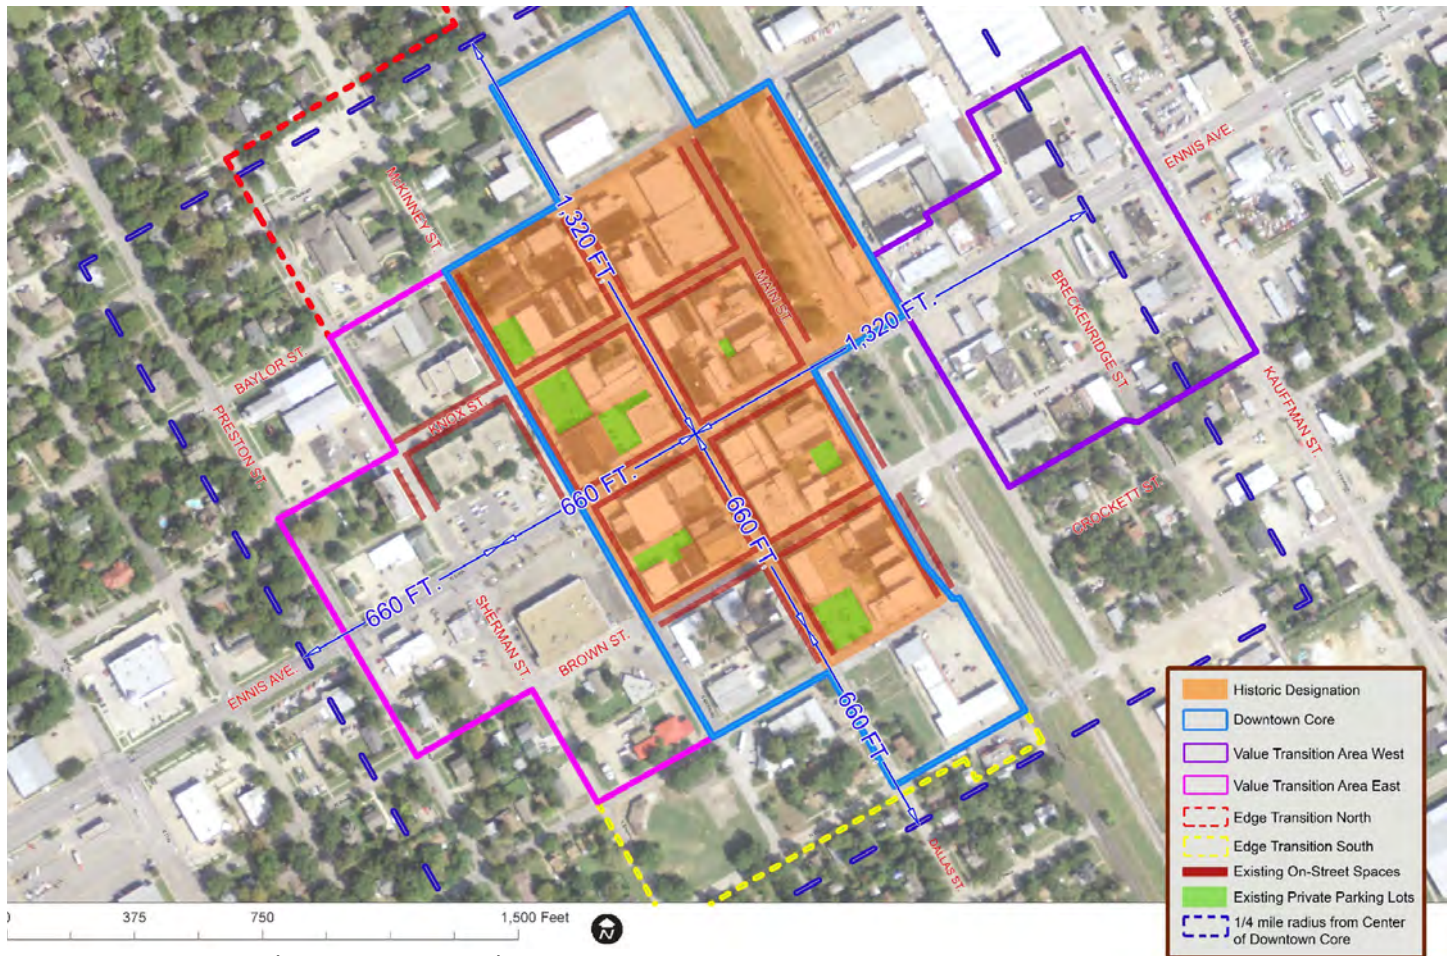 ENNIS AVE.
McKINNEY ST.
1,320 FT.
MAIN ST
1,320 FT.
BRECKENRIDGE ST
KAUFFMAN ST.
BAYLOR ST.
PRESTON ST.
KNOX ST.
660 FT.
660 FT.
CROCKETT ST.
660 FT.
SHERMAN ST
BROWN ST.
ENNIS AVE.
660 FT.
DALLAS ST.
Historic Designation
Downtown Core
Value Transition Area West
Value Transition Area East
Edge Transition North
Edge Transition South
Existing On-Street Spaces
Existing Private Parking Lots
1/4 mile radius from Center
of Downtown Core
375 750 1,500 Feet
N